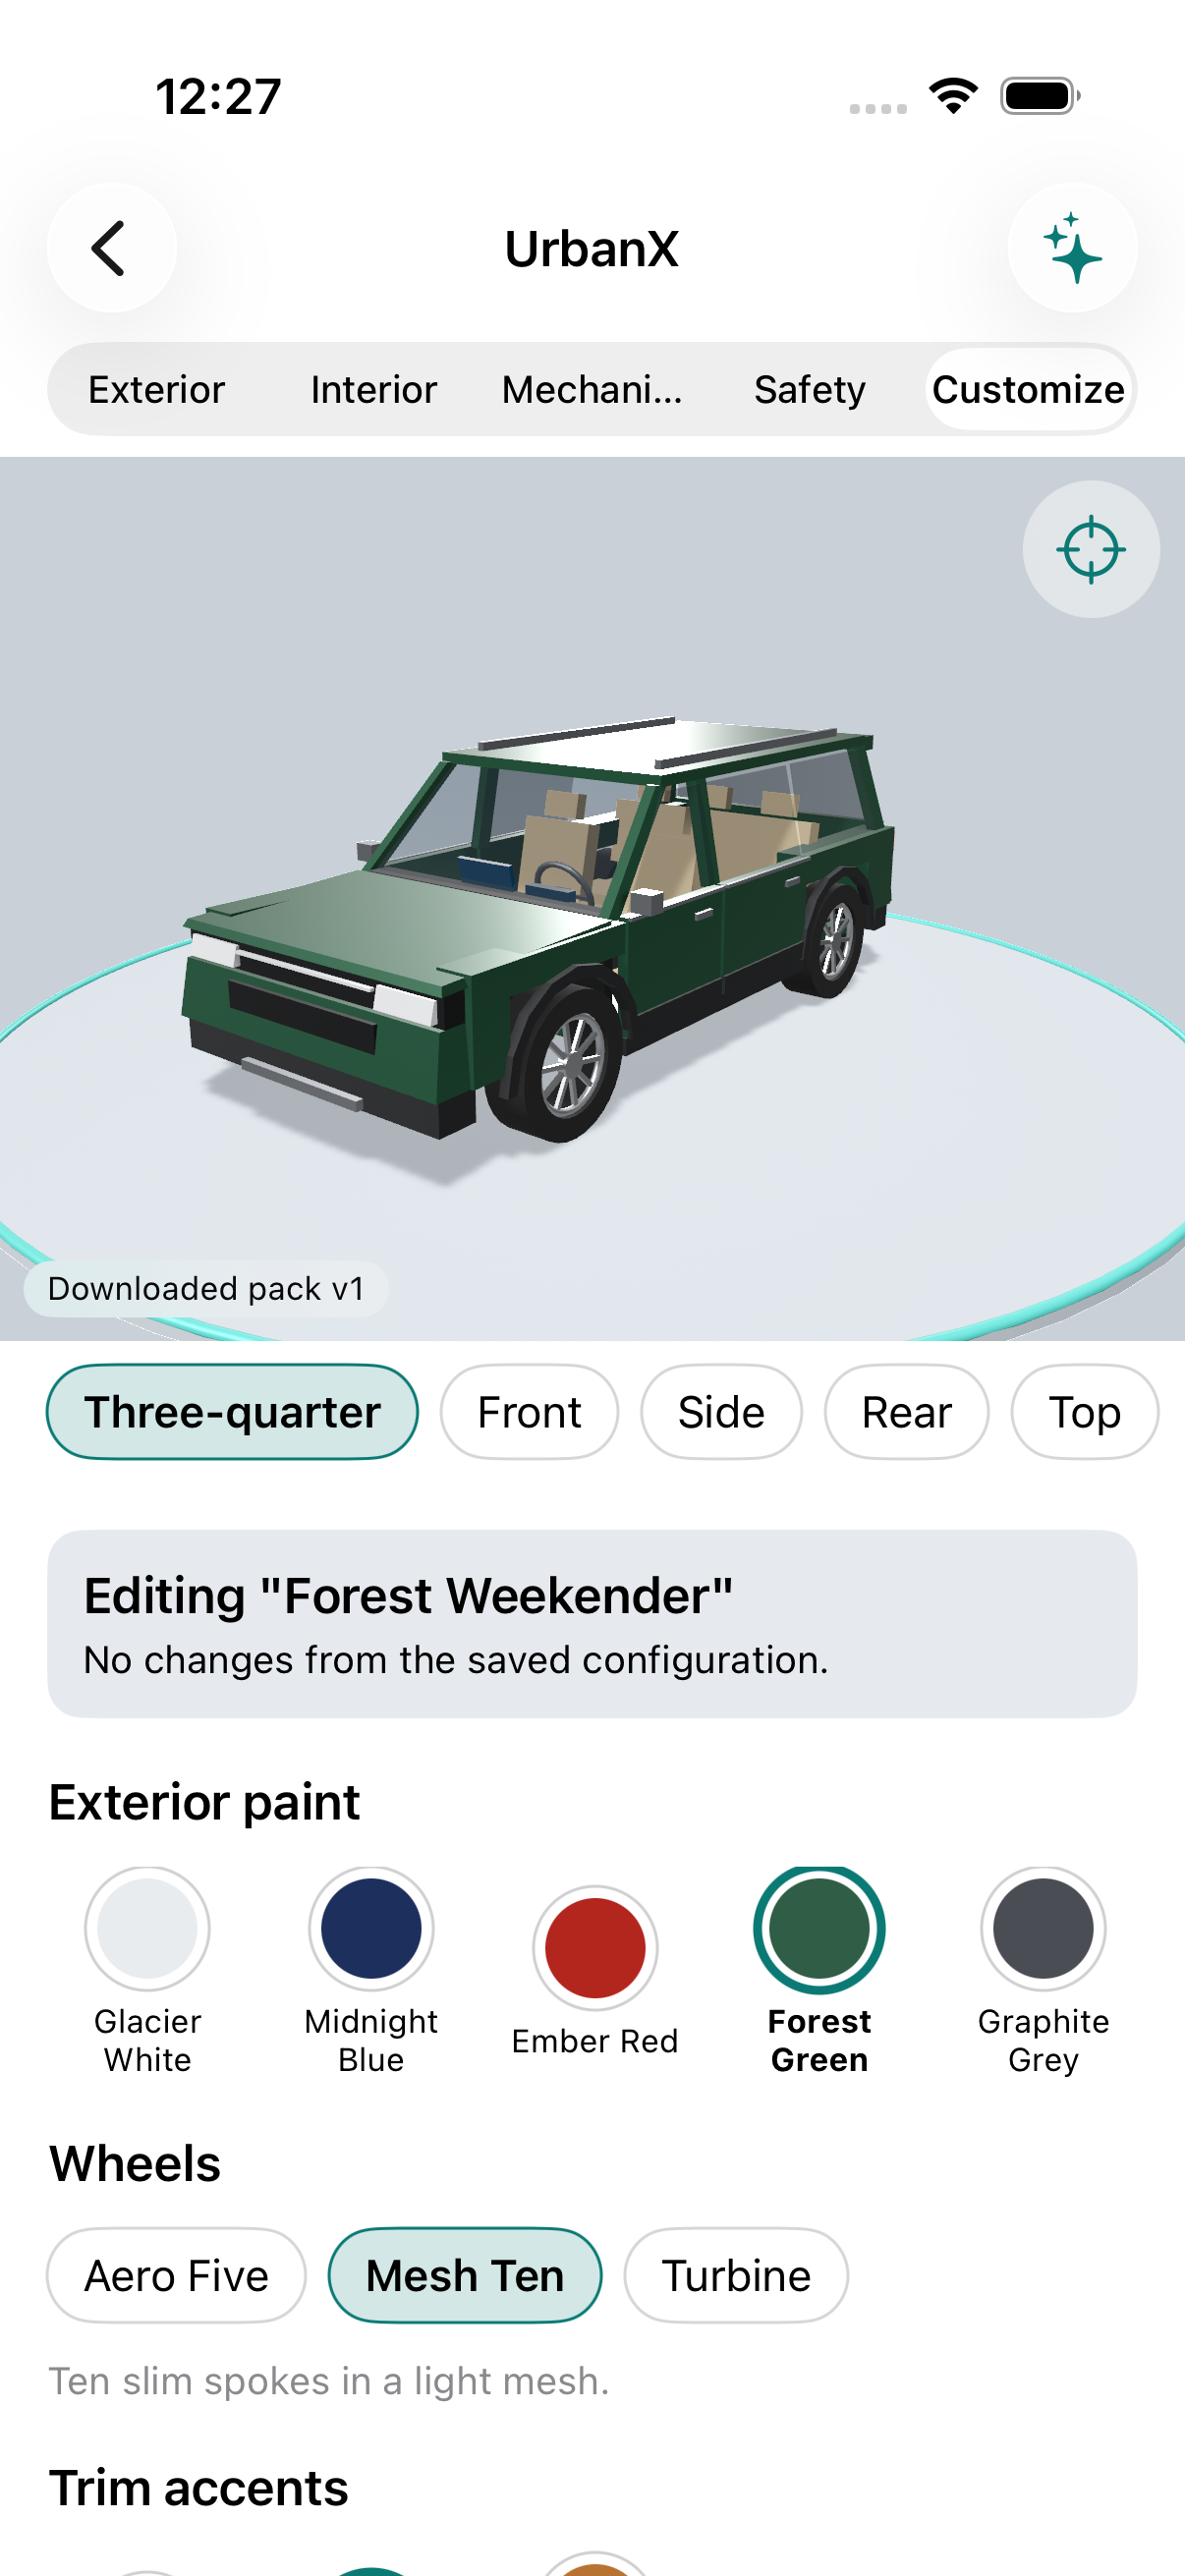 12:27
UrbanX
Exterior
Interior
Mechani...
Safety
Customize
Downloaded pack v1
Three-quarter
Front
Side
Rear
Top
Editing "Forest Weekender"
No changes from the saved configuration.
Exterior paint
Glacier
White
Midnight
Blue
Ember Red
Forest
Green
Graphite
Grey
Wheels
Aero Five
Mesh Ten
Turbine
Ten slim spokes in a light mesh.
Trim accents